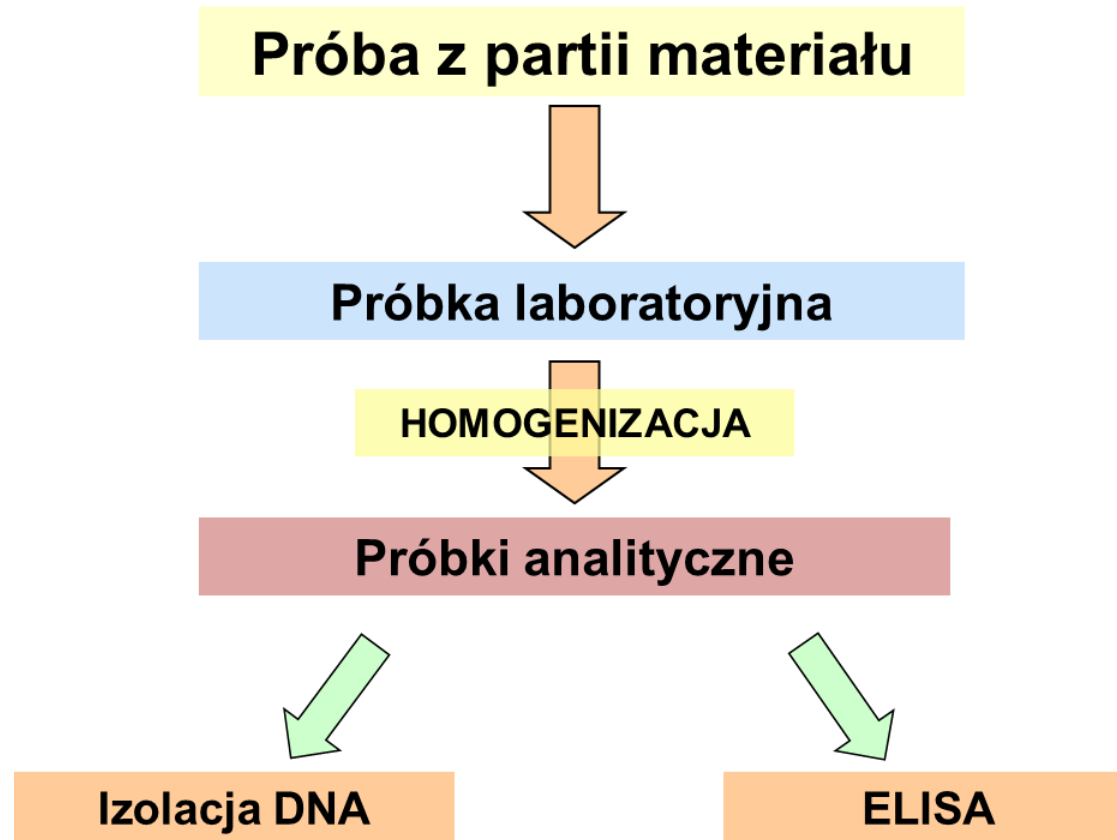 Próba z partii materiału
Próbka laboratoryjna
HOMOGENIZACJA
Próbki analityczne
Izolacja DNA
ELISA